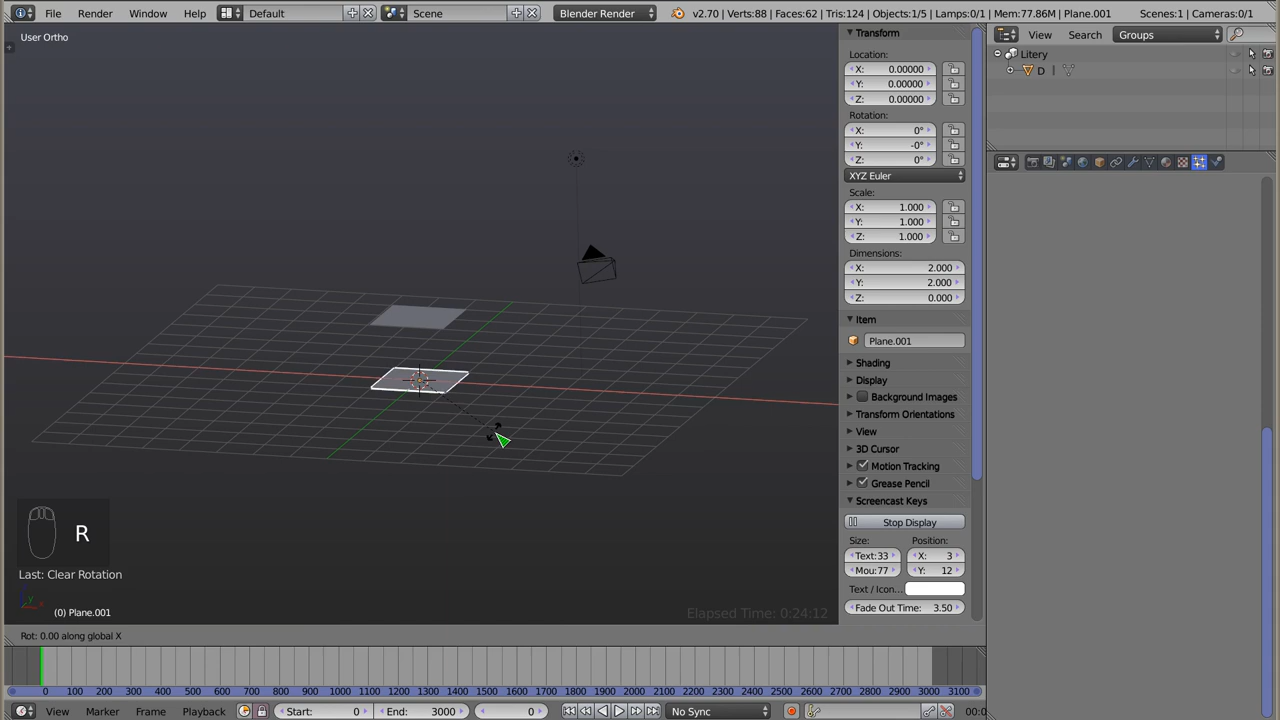 File Render Window Help Default Scene Blender Render v2.70 | Verts:88 | Faces:62 | Tris:124 | Objects:1/5 | Lamps:0/1 | Mem:77.86M | Plane.001 Scenes:1 | Cameras:0/1
User Ortho
Transform
Location:
X: 0.00000
Y: 0.00000
Z: 0.00000
Rotation:
X: 0°
Y: -0°
Z: 0°
XYZ Euler
Scale:
X: 1.000
Y: 1.000
Z: 1.000
Dimensions:
X: 2.000
Y: 2.000
Z: 0.000
Item
Plane.001
Shading
Display
Background Images
Transform Orientations
View
3D Cursor
Motion Tracking
Grease Pencil
Screencast Keys
Stop Display
Size: Position:
Text:33 X: 3
Mou:77 Y: 12
Text / Icon...
Fade Out Time: 3.50
View Search Groups
Litery
D
R
Last: Clear Rotation
(0) Plane.001
Elapsed Time: 0:24:12
Rot: 0.00 along global X
0 100 200 300 400 500 600 700 800 900 1000 1100 1200 1300 1400 1500 1600 1700 1800 1900 2000 2100 2200 2300 2400 2500 2600 2700 2800 2900 3000 3100
View Marker Frame Playback Start: 0 End: 3000 0 No Sync 00:0